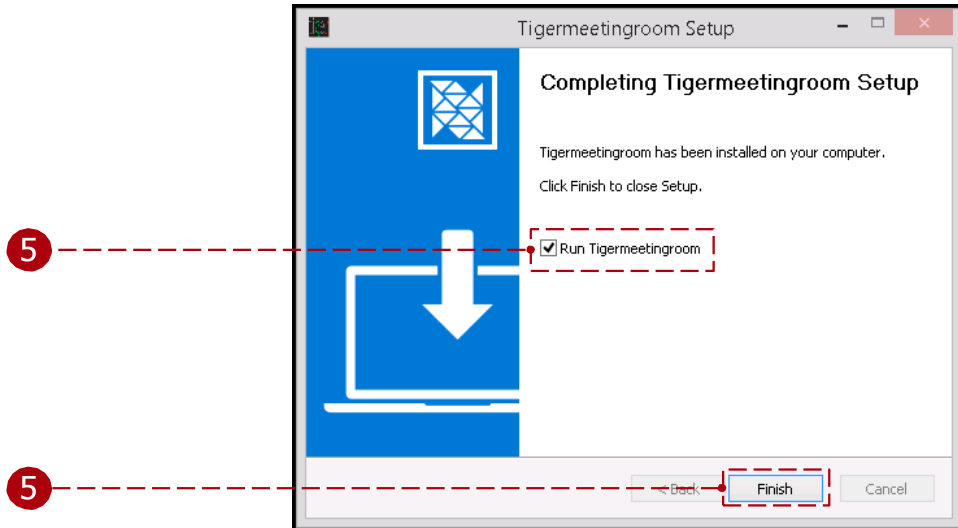 Tigermeetingroom Setup
Completing Tigermeetingroom Setup
Tigermeetingroom has been installed on your computer.
Click Finish to close Setup.
5
Run Tigermeetingroom
5
< Back Finish Cancel